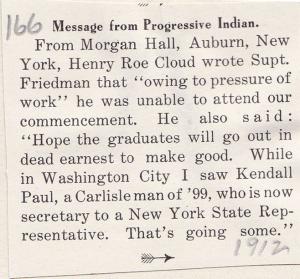 166
Message from Progressive Indian.
From Morgan Hall, Auburn, New
York, Henry Roe Cloud wrote Supt.
Friedman that "owing to pressure of
work" he was unable to attend our
commencement. He also said:
"Hope the graduates will go out in
dead earnest to make good. While
in Washington City I saw Kendall
Paul, a Carlisle man of '99, who is now
secretary to a New York State Rep-
resentative. That's going some."
1912